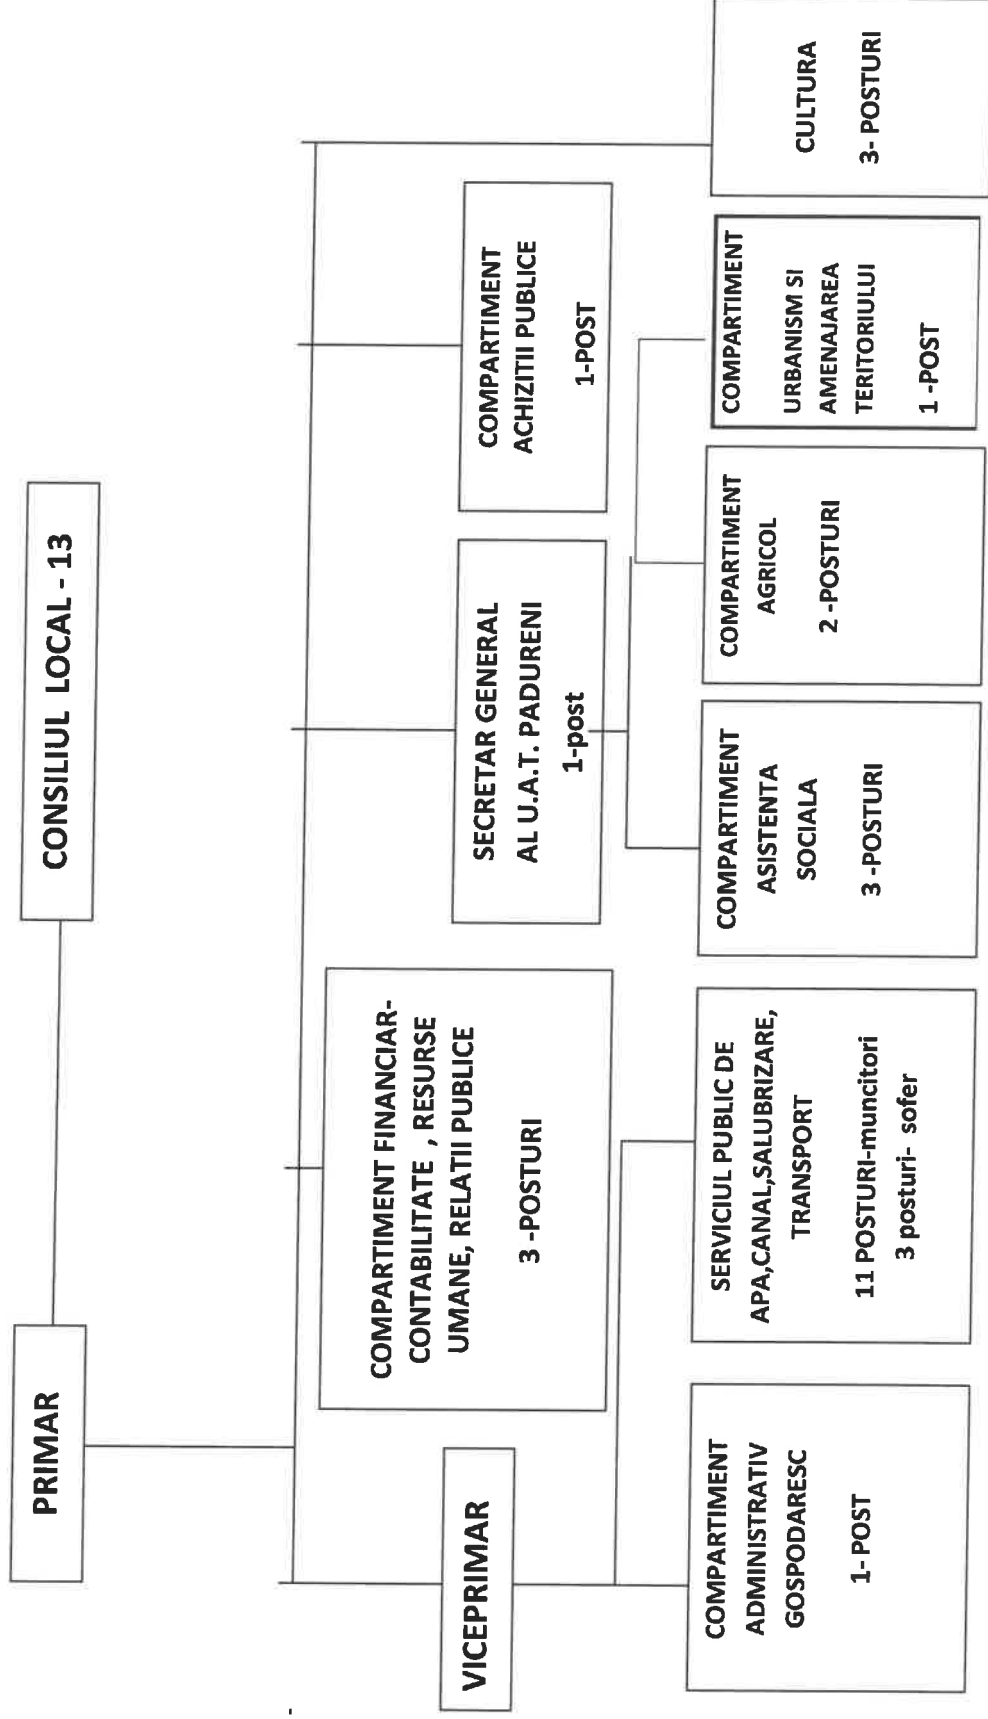 PRIMAR
CONSILIUL LOCAL - 13
VICEPRIMAR
COMPARTIMENT FINANCIAR-
CONTABILITATE , RESURSE
UMANE, RELATII PUBLICE
3 -POSTURI
SECRETAR GENERAL
AL U.A.T. PADURENI
1-post
COMPARTIMENT
ACHIZITII PUBLICE
1-POST
COMPARTIMENT
ADMINISTRATIV
GOSPODARESC
1- POST
SERVICIUL PUBLIC DE
APA,CANAL,SALUBRIZARE,
TRANSPORT
11 POSTURI-muncitori
3 posturi- sofer
COMPARTIMENT
ASISTENTA
SOCIALA
3 -POSTURI
COMPARTIMENT
AGRICOL
2 -POSTURI
COMPARTIMENT
URBANISM SI
AMENAJAREA
TERITORIULUI
1 -POST
CULTURA
3- POSTURI